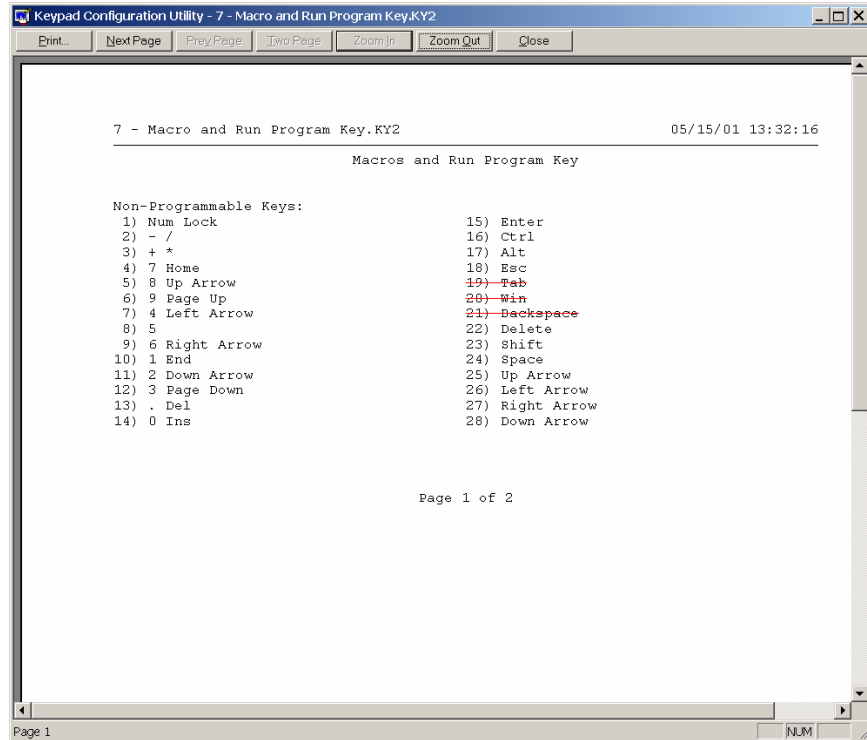 Keypad Configuration Utility - 7 - Macro and Run Program Key.KY2
Print... Next Page Prev Page Two Page Zoom In Zoom Out Close
7 - Macro and Run Program Key.KY2 05/15/01 13:32:16
Macros and Run Program Key
Non-Programmable Keys:
1) Num Lock
2) - /
3) + *
4) 7 Home
5) 8 Up Arrow
6) 9 Page Up
7) 4 Left Arrow
8) 5
9) 6 Right Arrow
10) 1 End
11) 2 Down Arrow
12) 3 Page Down
13) . Del
14) 0 Ins
15) Enter
16) Ctrl
17) Alt
18) Esc
19) Tab
20) Win
21) Backspace
22) Delete
23) Shift
24) Space
25) Up Arrow
26) Left Arrow
27) Right Arrow
28) Down Arrow
Page 1 of 2
Page 1 NUM